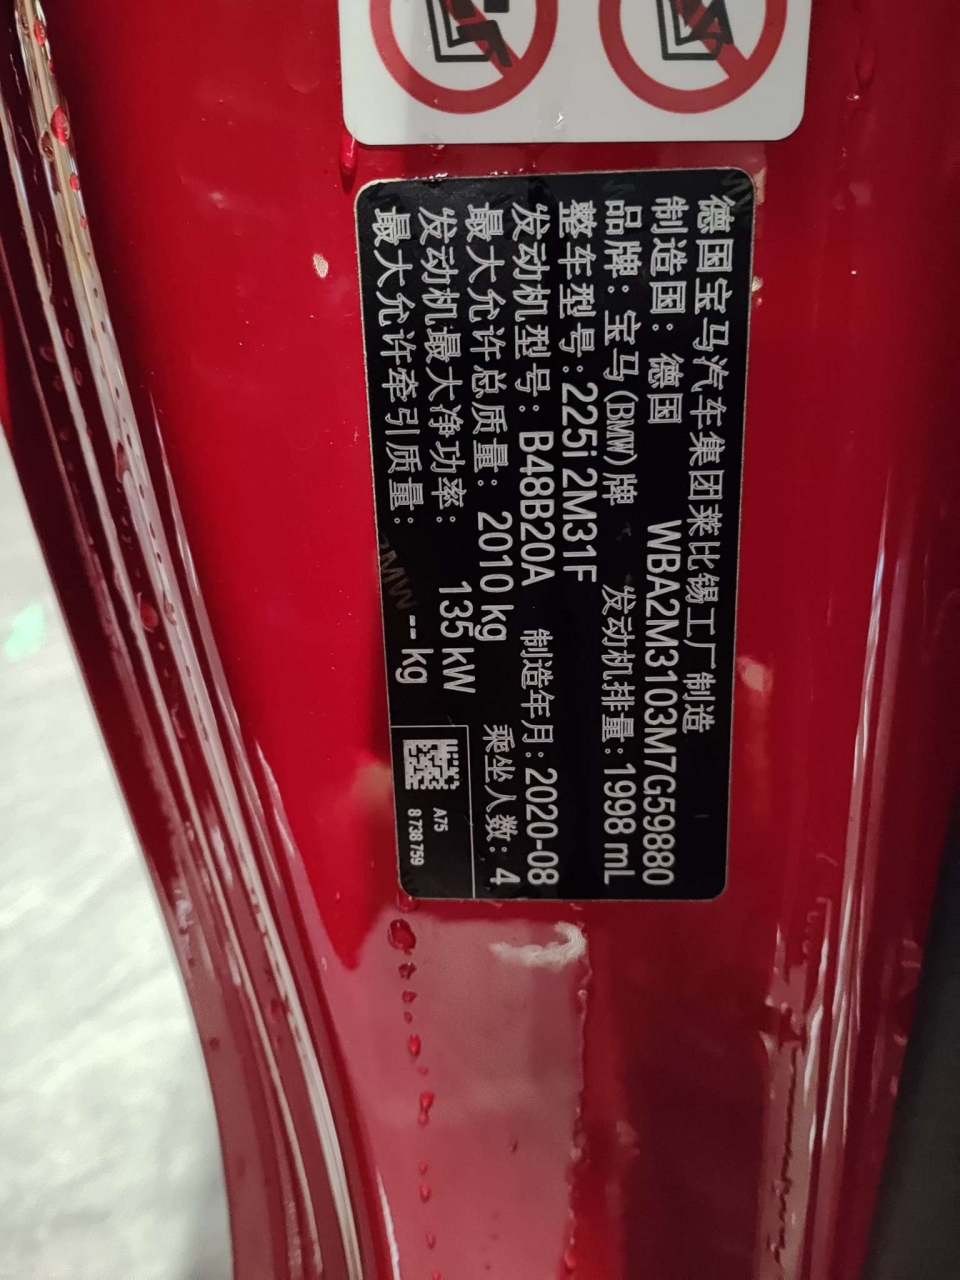 德国宝马汽车集团莱比锡工厂制造
制造国：德国 WBA2M3103M7G59880
品牌：宝马(BMW)牌 发动机排量：1998 mL
整车型号：225i 2M31F
发动机型号：B48B20A 制造年月：2020-08
最大允许总质量：2010 kg 乘坐人数：4
发动机最大净功率：135 kW
最大允许牵引质量：-- kg
A75
8 738 759
BMW